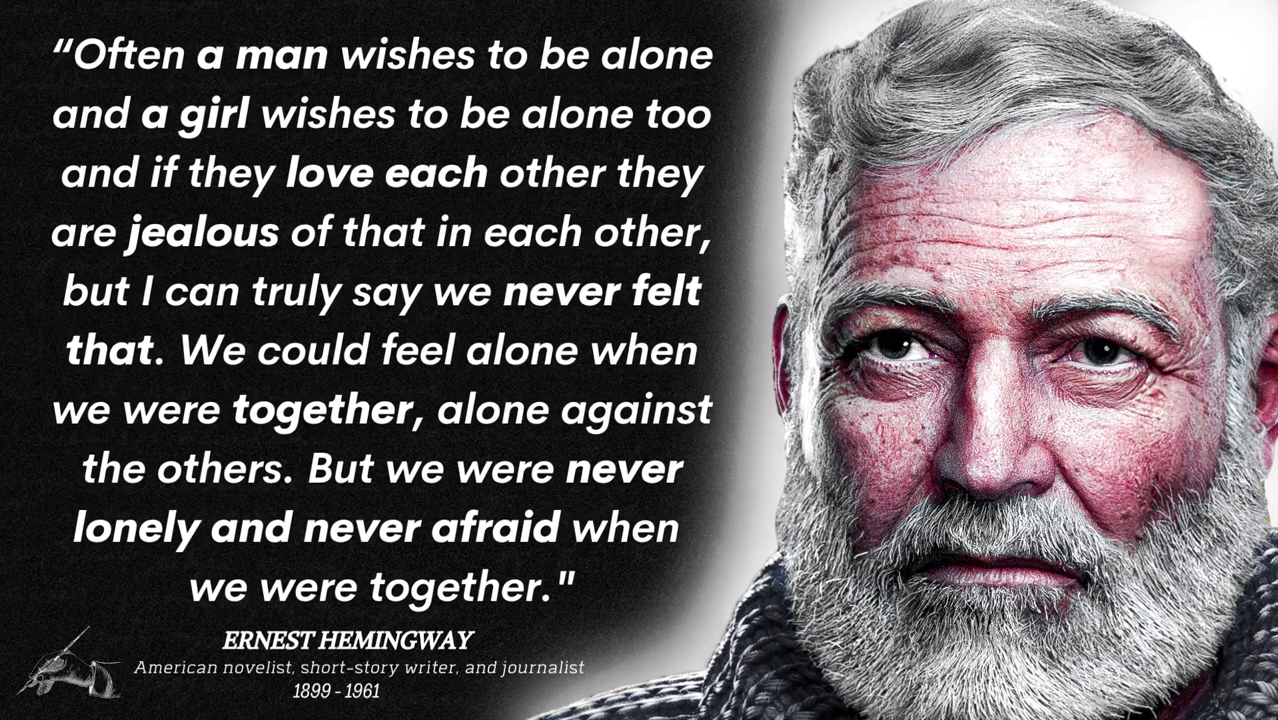 “Often a man wishes to be alone
and a girl wishes to be alone too
and if they love each other they
are jealous of that in each other,
but I can truly say we never felt
that. We could feel alone when
we were together, alone against
the others. But we were never
lonely and never afraid when
we were together."
ERNEST HEMINGWAY
American novelist, short-story writer, and journalist
1899 - 1961